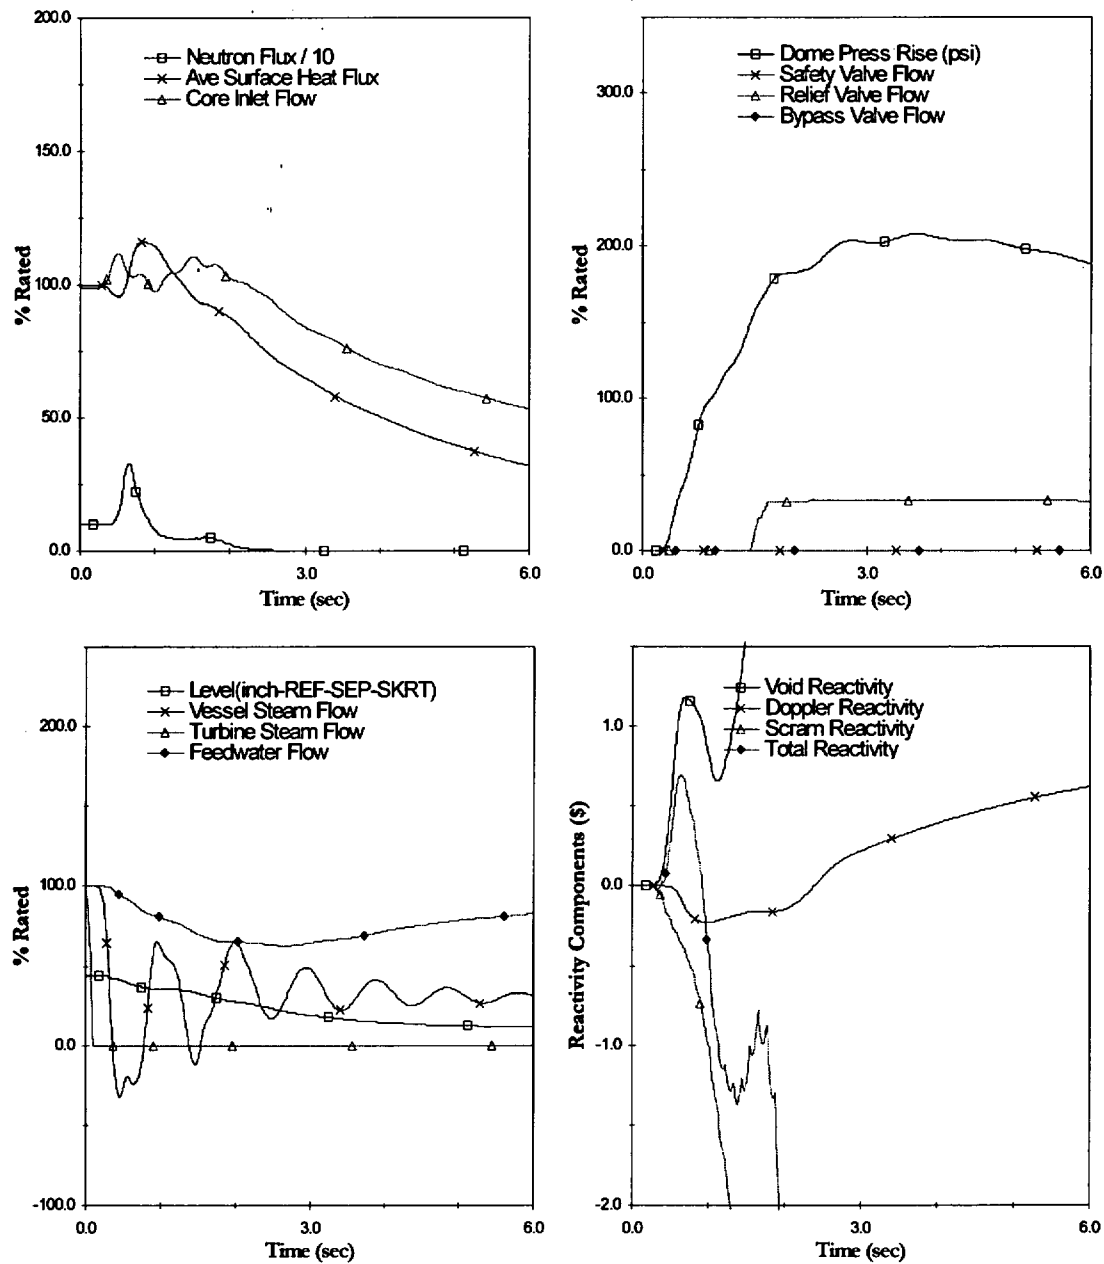 200.0
Neutron Flux / 10
Ave Surface Heat Flux
Core Inlet Flow
150.0
% Rated
100.0
50.0
0.0
0.0
3.0
6.0
Time (sec)
Dome Press Rise (psi)
Safety Valve Flow
Relief Valve Flow
Bypass Valve Flow
300.0
% Rated
200.0
100.0
0.0
0.0
3.0
6.0
Time (sec)
Level(inch-REF-SEP-SKRT)
Vessel Steam Flow
Turbine Steam Flow
Feedwater Flow
200.0
% Rated
100.0
0.0
-100.0
0.0
3.0
6.0
Time (sec)
Void Reactivity
Doppler Reactivity
Scram Reactivity
Total Reactivity
1.0
Reactivity Components ($)
0.0
-1.0
-2.0
0.0
3.0
6.0
Time (sec)